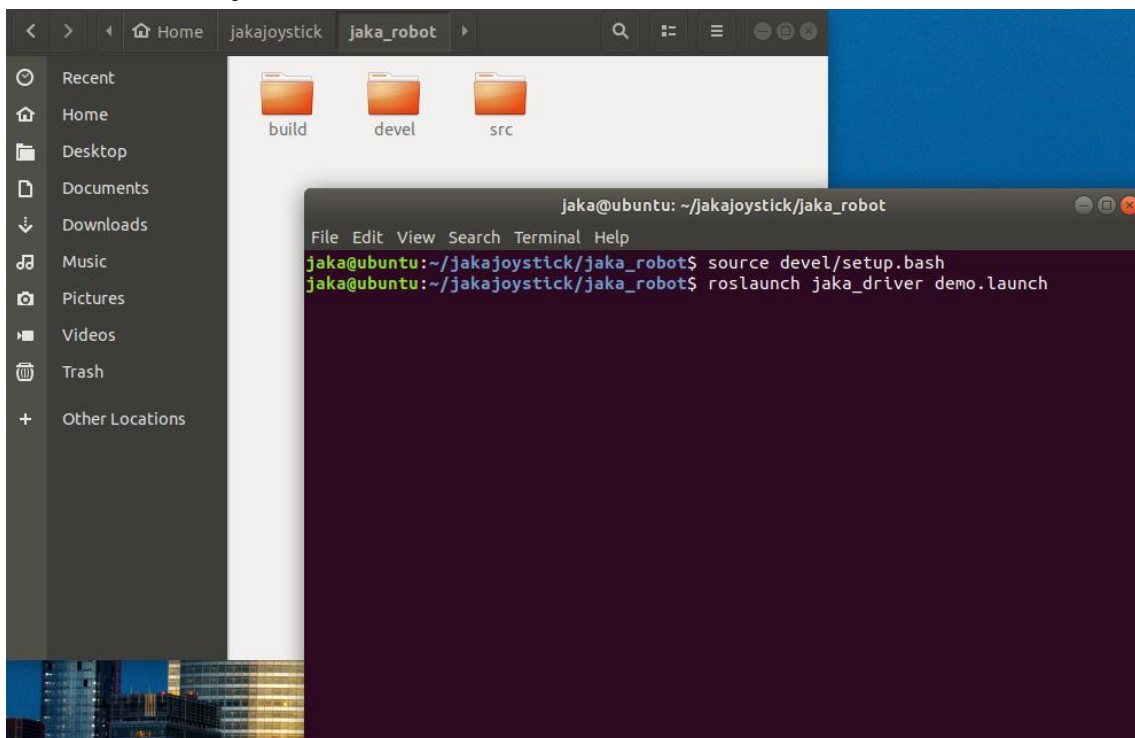 Home jakajoystick jaka_robot
Recent
Home
Desktop
Documents
Downloads
Music
Pictures
Videos
Trash
Other Locations
build devel src
jaka@ubuntu: ~/jakajoystick/jaka_robot
File Edit View Search Terminal Help
jaka@ubuntu:~/jakajoystick/jaka_robot$ source devel/setup.bash
jaka@ubuntu:~/jakajoystick/jaka_robot$ roslaunch jaka_driver demo.launch